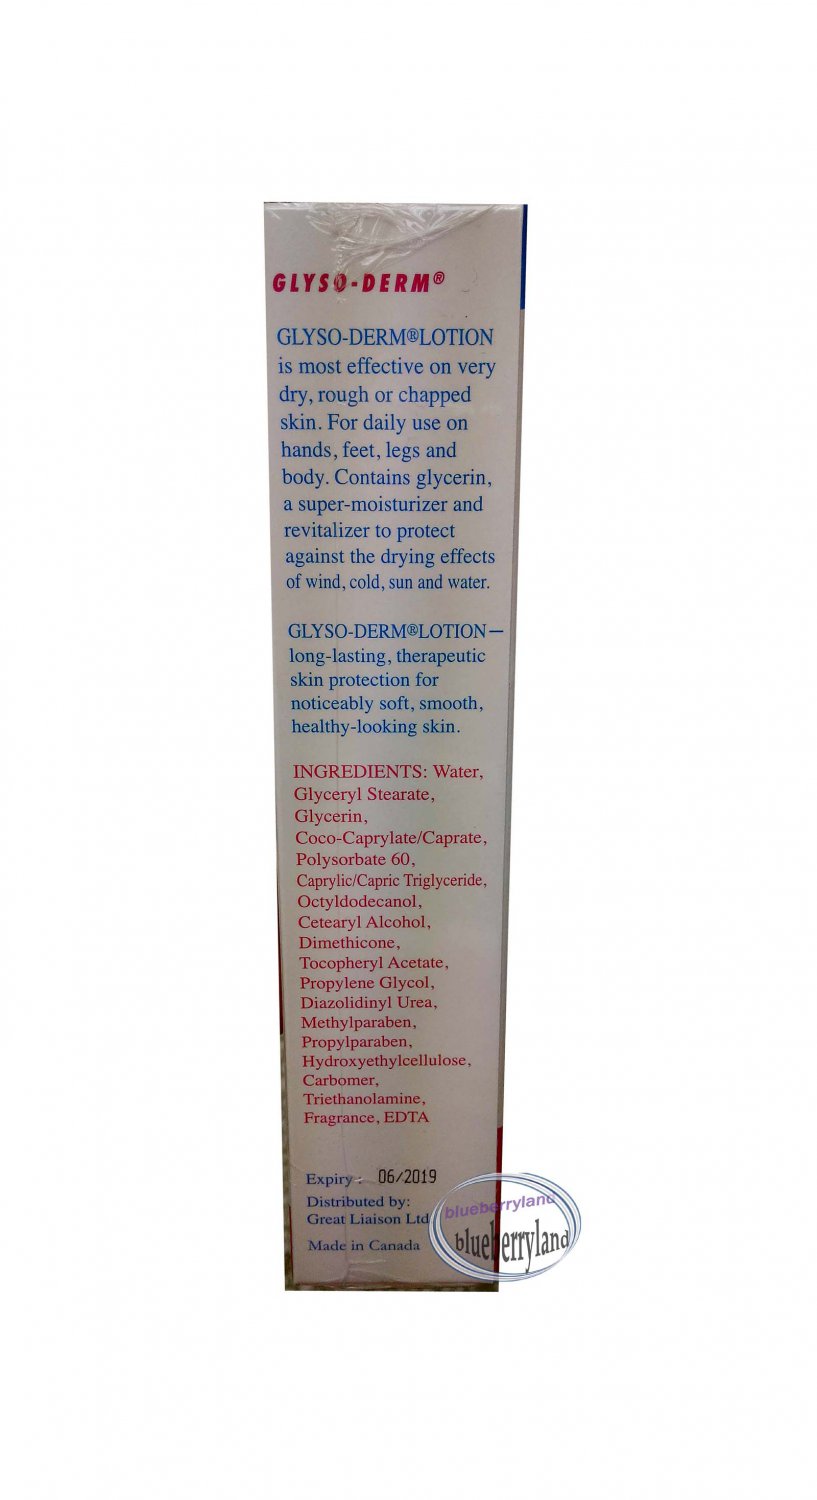 GLYSO-DERM®
GLYSO-DERM®LOTION
is most effective on very
dry, rough or chapped
skin. For daily use on
hands, feet, legs and
body. Contains glycerin,
a super-moisturizer and
revitalizer to protect
against the drying effects
of wind, cold, sun and water.
GLYSO-DERM®LOTION—
long-lasting, therapeutic
skin protection for
noticeably soft, smooth,
healthy-looking skin.
INGREDIENTS: Water,
Glyceryl Stearate,
Glycerin,
Coco-Caprylate/Caprate,
Polysorbate 60,
Caprylic/Capric Triglyceride,
Octyldodecanol,
Cetearyl Alcohol,
Dimethicone,
Tocopheryl Acetate,
Propylene Glycol,
Diazolidinyl Urea,
Methylparaben,
Propylparaben,
Hydroxyethylcellulose,
Carbomer,
Triethanolamine,
Fragrance, EDTA
Expiry : 06/2019
Distributed by:
Great Liaison Ltd
Made in Canada
blueberryland
blueberryland